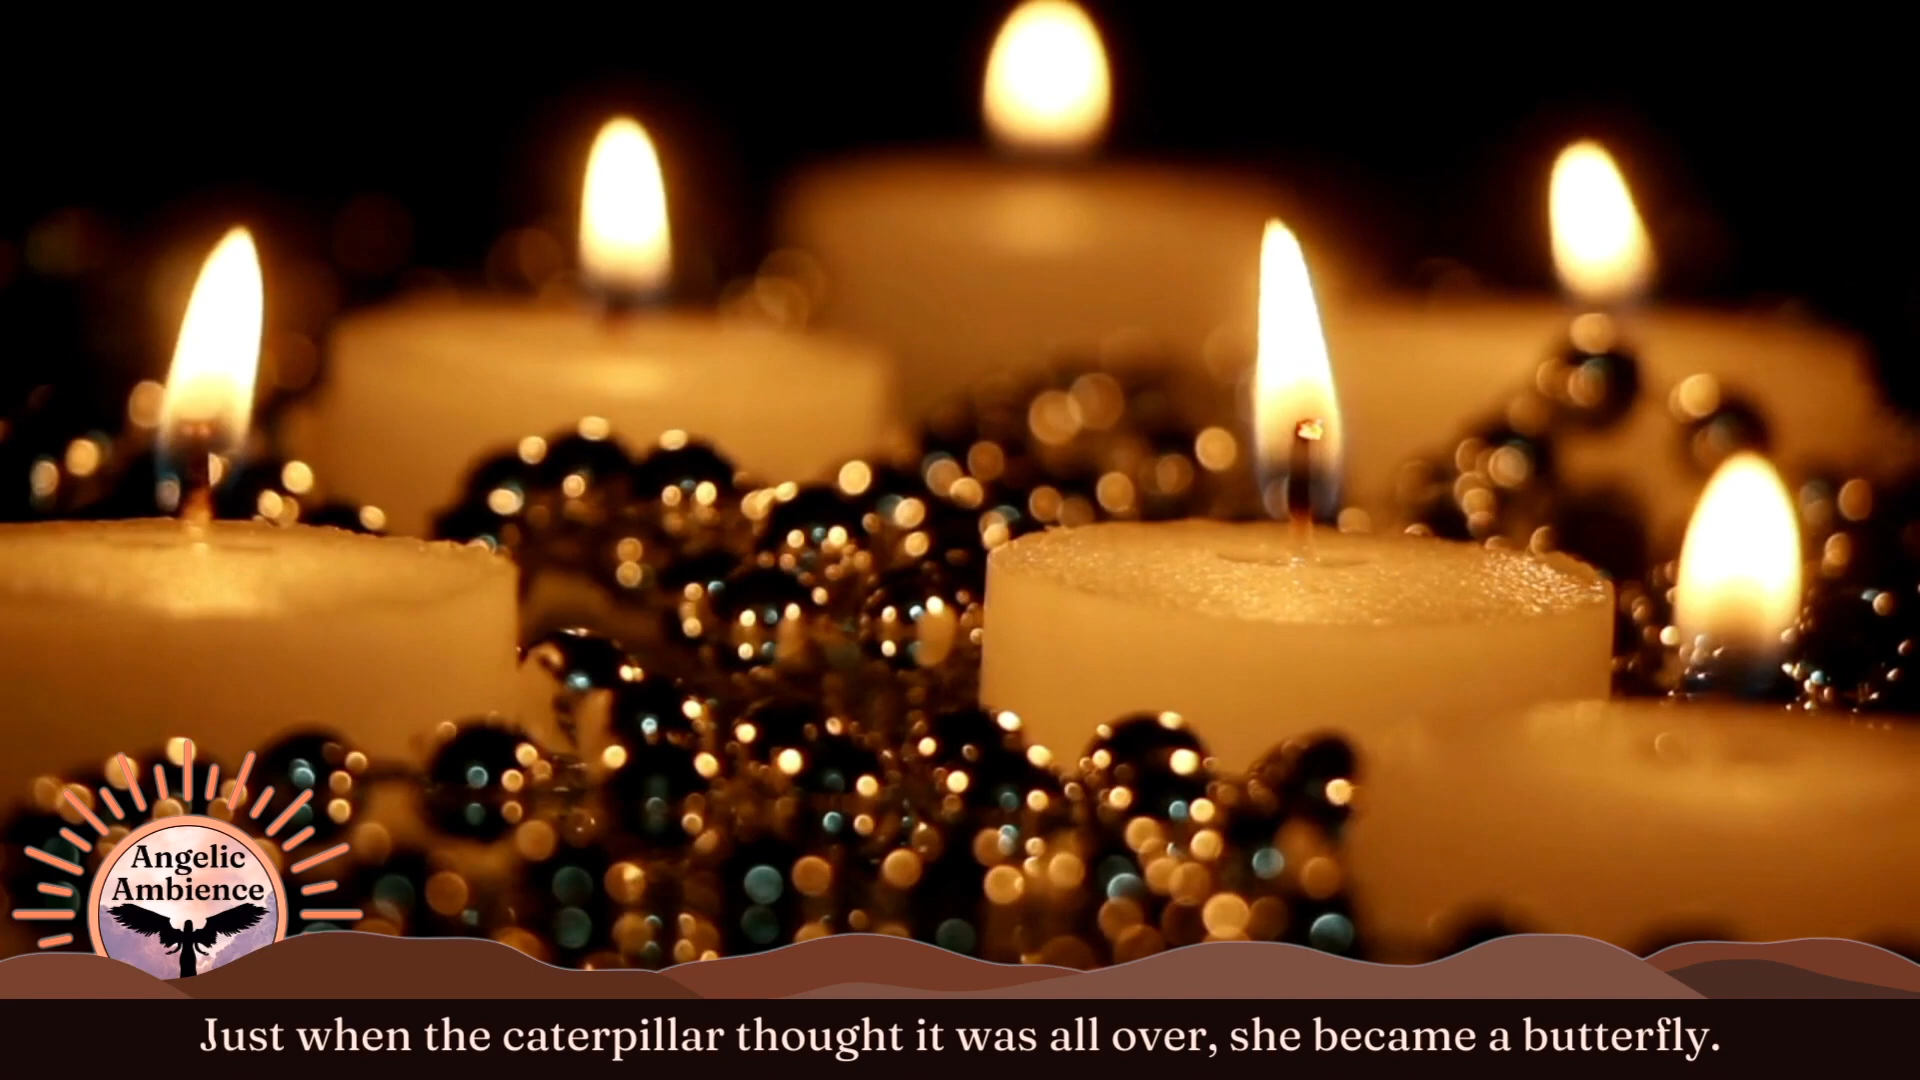 Angelic
Ambience
Just when the caterpillar thought it was all over, she became a butterfly.